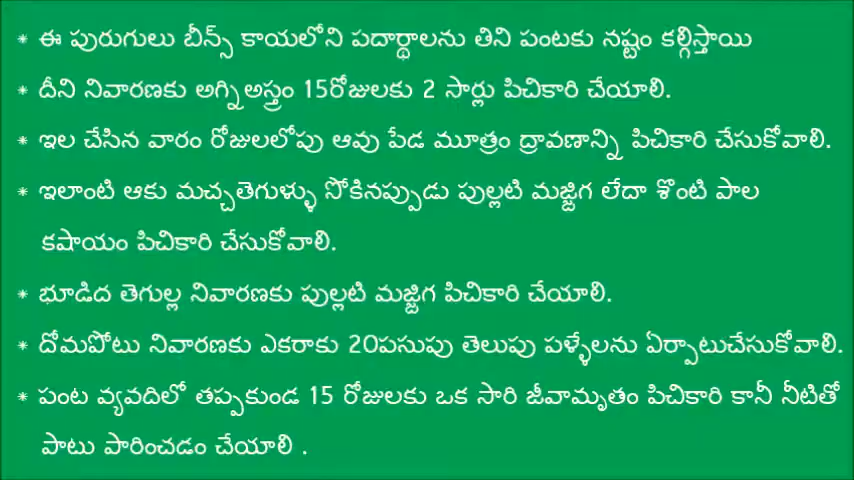 * ఈ పురుగులు బీన్స్ కాయలోని పదార్థాలను తిని పంటకు నష్టం కల్గిస్తాయి
* దీని నివారణకు అగ్నిఅస్త్రం 15రోజులకు 2 సార్లు పిచికారి చేయాలి.
* ఇల చేసిన వారం రోజులలోపు ఆవు పేడ మూత్రం ద్రావణాన్ని పిచికారి చేసుకోవాలి.
* ఇలాంటి ఆకు మచ్చతెగుళ్ళు సోకినప్పుడు పుల్లటి మజ్జిగ లేదా శొంటి పాల
కషాయం పిచికారి చేసుకోవాలి.
* భూడిద తెగుల్ల నివారణకు పుల్లటి మజ్జిగ పిచికారి చేయాలి.
* దోమపోటు నివారణకు ఎకరాకు 20పసుపు తెలుపు పళ్ళేలను ఏర్పాటుచేసుకోవాలి.
* పంట వ్యవదిలో తప్పకుండ 15 రోజులకు ఒక సారి జీవామృతం పిచికారి కానీ నీటితో
పాటు పారించడం చేయాలి .